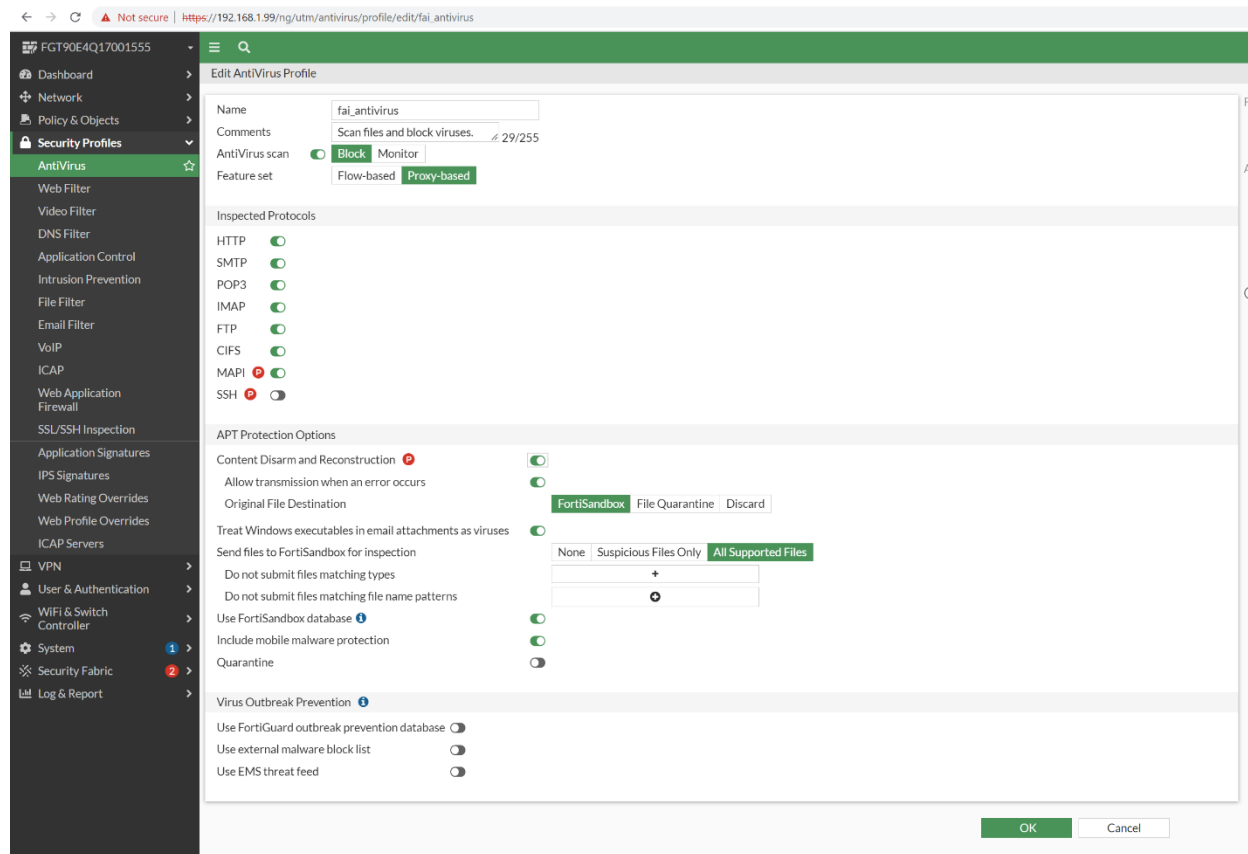 Not secure | https://192.168.1.99/ng/utm/antivirus/profile/edit/fai_antivirus
FGT90E4Q17001555
Dashboard
Network
Policy & Objects
Security Profiles
AntiVirus
Web Filter
Video Filter
DNS Filter
Application Control
Intrusion Prevention
File Filter
Email Filter
VoIP
ICAP
Web Application
Firewall
SSL/SSH Inspection
Application Signatures
IPS Signatures
Web Rating Overrides
Web Profile Overrides
ICAP Servers
VPN
User & Authentication
WiFi & Switch
Controller
System 1
Security Fabric 2
Log & Report
Edit AntiVirus Profile
Name fai_antivirus
Comments Scan files and block viruses. 29/255
AntiVirus scan Block Monitor
Feature set Flow-based Proxy-based
Inspected Protocols
HTTP
SMTP
POP3
IMAP
FTP
CIFS
MAPI P
SSH P
APT Protection Options
Content Disarm and Reconstruction P
Allow transmission when an error occurs
Original File Destination FortiSandbox File Quarantine Discard
Treat Windows executables in email attachments as viruses
Send files to FortiSandbox for inspection None Suspicious Files Only All Supported Files
Do not submit files matching types +
Do not submit files matching file name patterns
Use FortiSandbox database
Include mobile malware protection
Quarantine
Virus Outbreak Prevention
Use FortiGuard outbreak prevention database
Use external malware block list
Use EMS threat feed
OK Cancel